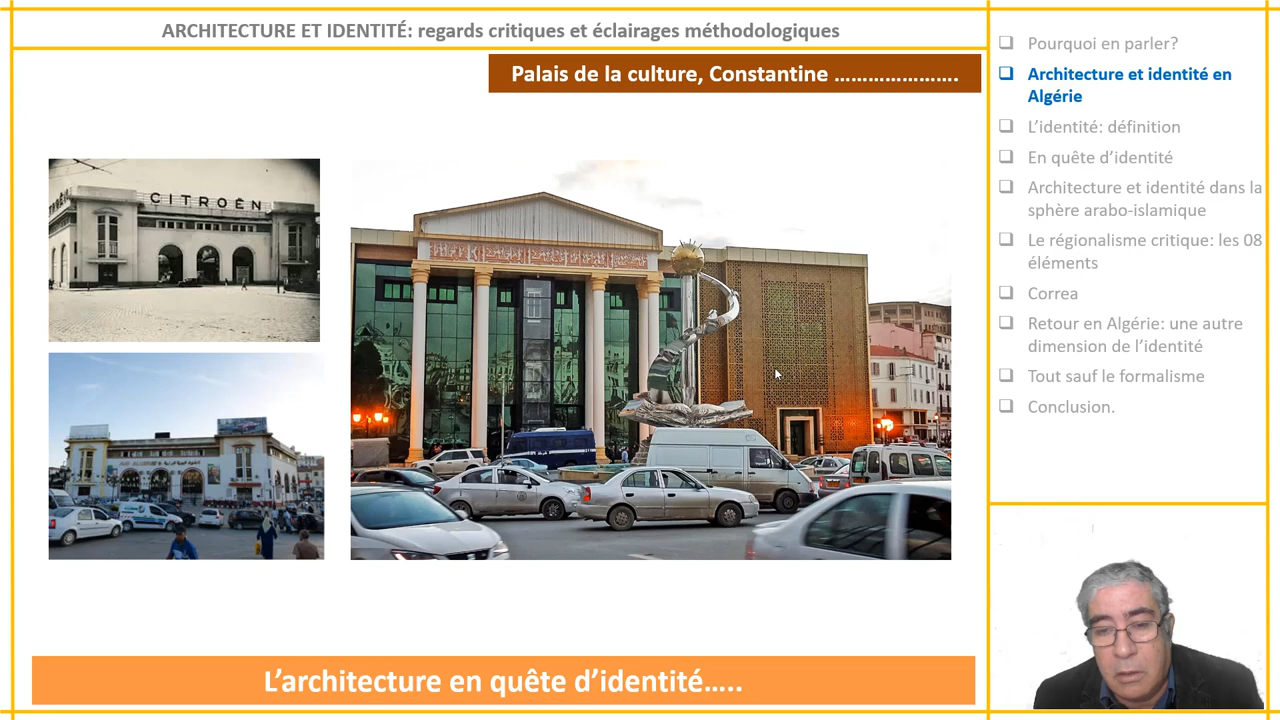 ARCHITECTURE ET IDENTITÉ: regards critiques et éclairages méthodologiques
Palais de la culture, Constantine ………………….
CITROËN
L’architecture en quête d’identité…..
Pourquoi en parler?
Architecture et identité en
Algérie
L’identité: définition
En quête d’identité
Architecture et identité dans la
sphère arabo-islamique
Le régionalisme critique: les 08
éléments
Correa
Retour en Algérie: une autre
dimension de l’identité
Tout sauf le formalisme
Conclusion.